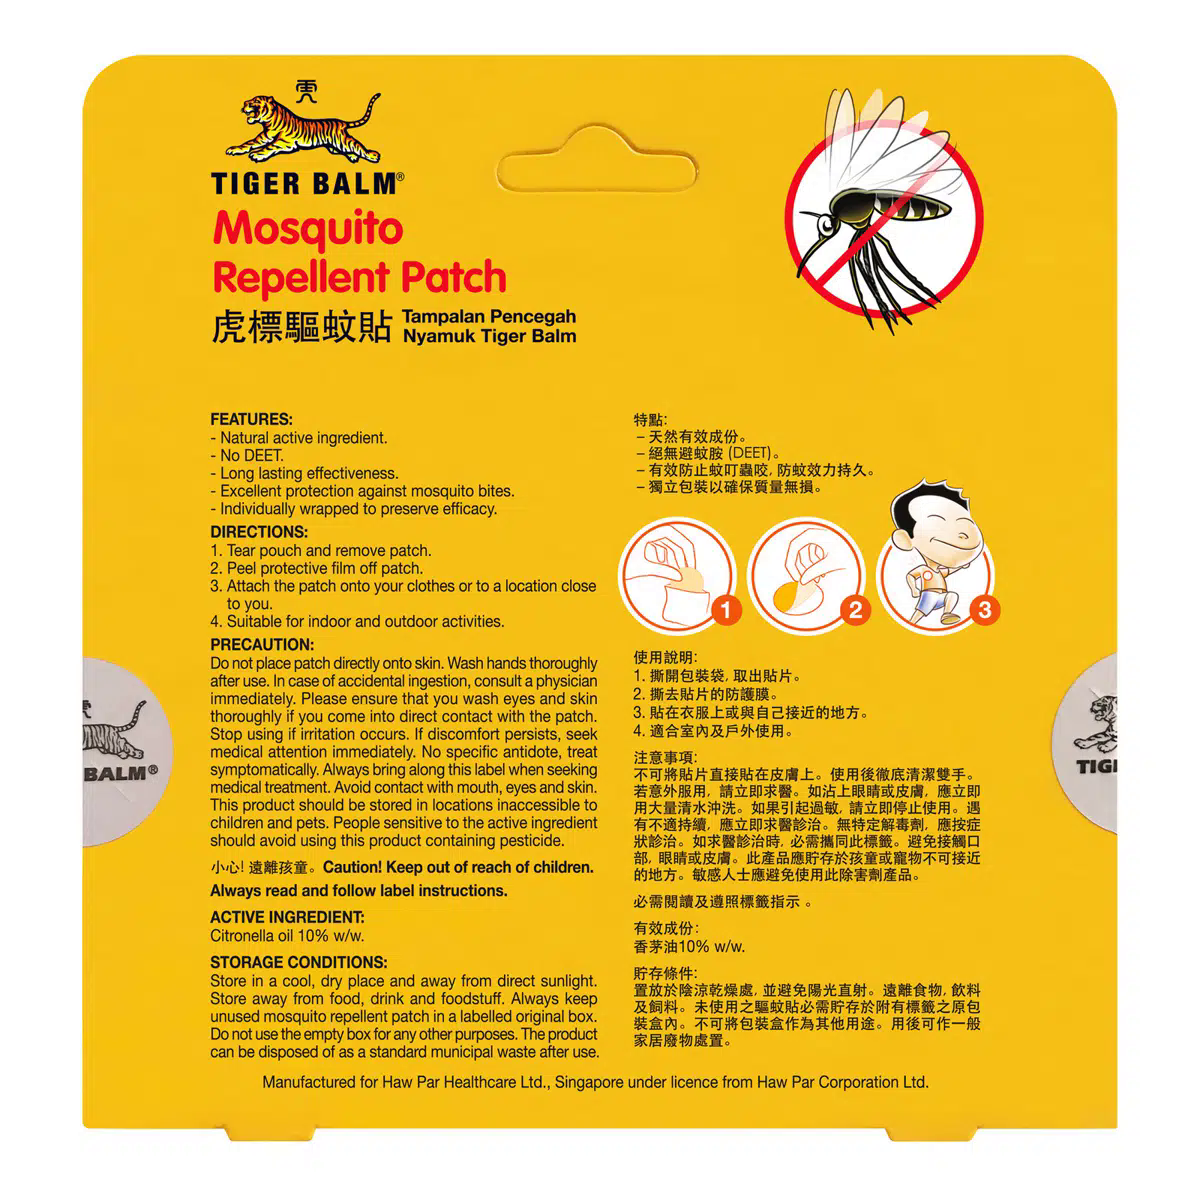 TIGER BALM®
Mosquito
Repellent Patch
虎標驅蚊貼 Tampalan Pencegah
Nyamuk Tiger Balm
FEATURES:
- Natural active ingredient.
- No DEET.
- Long lasting effectiveness.
- Excellent protection against mosquito bites.
- Individually wrapped to preserve efficacy.
DIRECTIONS:
1. Tear pouch and remove patch.
2. Peel protective film off patch.
3. Attach the patch onto your clothes or to a location close
to you.
4. Suitable for indoor and outdoor activities.
PRECAUTION:
Do not place patch directly onto skin. Wash hands thoroughly
after use. In case of accidental ingestion, consult a physician
immediately. Please ensure that you wash eyes and skin
thoroughly if you come into direct contact with the patch.
Stop using if irritation occurs. If discomfort persists, seek
medical attention immediately. No specific antidote, treat
symptomatically. Always bring along this label when seeking
medical treatment. Avoid contact with mouth, eyes and skin.
This product should be stored in locations inaccessible to
children and pets. People sensitive to the active ingredient
should avoid using this product containing pesticide.
小心! 遠離孩童。Caution! Keep out of reach of children.
Always read and follow label instructions.
ACTIVE INGREDIENT:
Citronella oil 10% w/w.
STORAGE CONDITIONS:
Store in a cool, dry place and away from direct sunlight.
Store away from food, drink and foodstuff. Always keep
unused mosquito repellent patch in a labelled original box.
Do not use the empty box for any other purposes. The product
can be disposed of as a standard municipal waste after use.
特點:
– 天然有效成份。
– 絕無避蚊胺 (DEET)。
– 有效防止蚊叮蟲咬, 防蚊效力持久。
– 獨立包裝以確保質量無損。
1
2
3
使用說明:
1. 撕開包裝袋, 取出貼片。
2. 撕去貼片的防護膜。
3. 貼在衣服上或與自己接近的地方。
4. 適合室內及戶外使用。
注意事項:
不可將貼片直接貼在皮膚上。使用後徹底清潔雙手。
若意外服用, 請立即求醫。如沾上眼睛或皮膚, 應立即
用大量清水沖洗。如果引起過敏, 請立即停止使用。遇
有不適持續, 應立即求醫診治。無特定解毒劑, 應按症
狀診治。如求醫診治時, 必需攜同此標籤。避免接觸口
部, 眼睛或皮膚。此產品應貯存於孩童或寵物不可接近
的地方。敏感人士應避免使用此除害劑產品。
必需閱讀及遵照標籤指示 。
有效成份:
香茅油10% w/w.
貯存條件:
置放於陰涼乾燥處, 並避免陽光直射。遠離食物, 飲料
及飼料。未使用之驅蚊貼必需貯存於附有標籤之原包
裝盒內。不可將包裝盒作為其他用途。用後可作一般
家居廢物處置。
BALM®
TIG
Manufactured for Haw Par Healthcare Ltd., Singapore under licence from Haw Par Corporation Ltd.